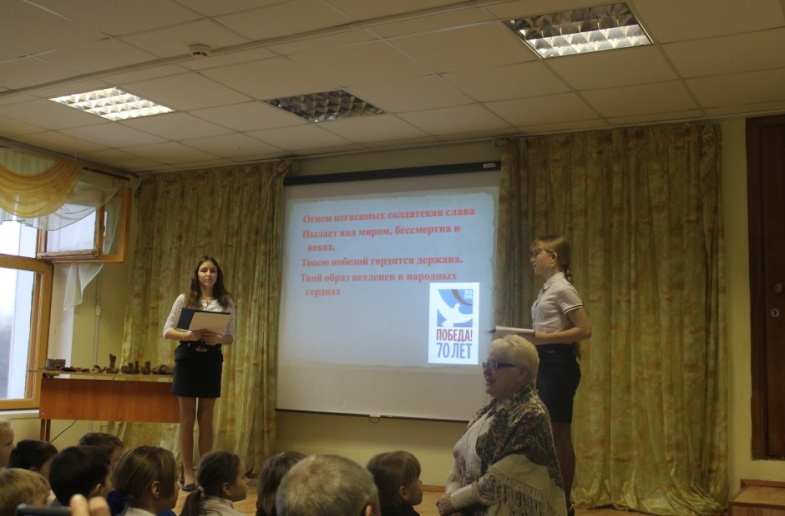 Огнем негасимых солдатская слава
Пылает над миром, бессмертна в
веках,
Твоею победой гордится держава,
Твой образ нетленен в народных
сердцах
ПОБЕДА!
70 ЛЕТ